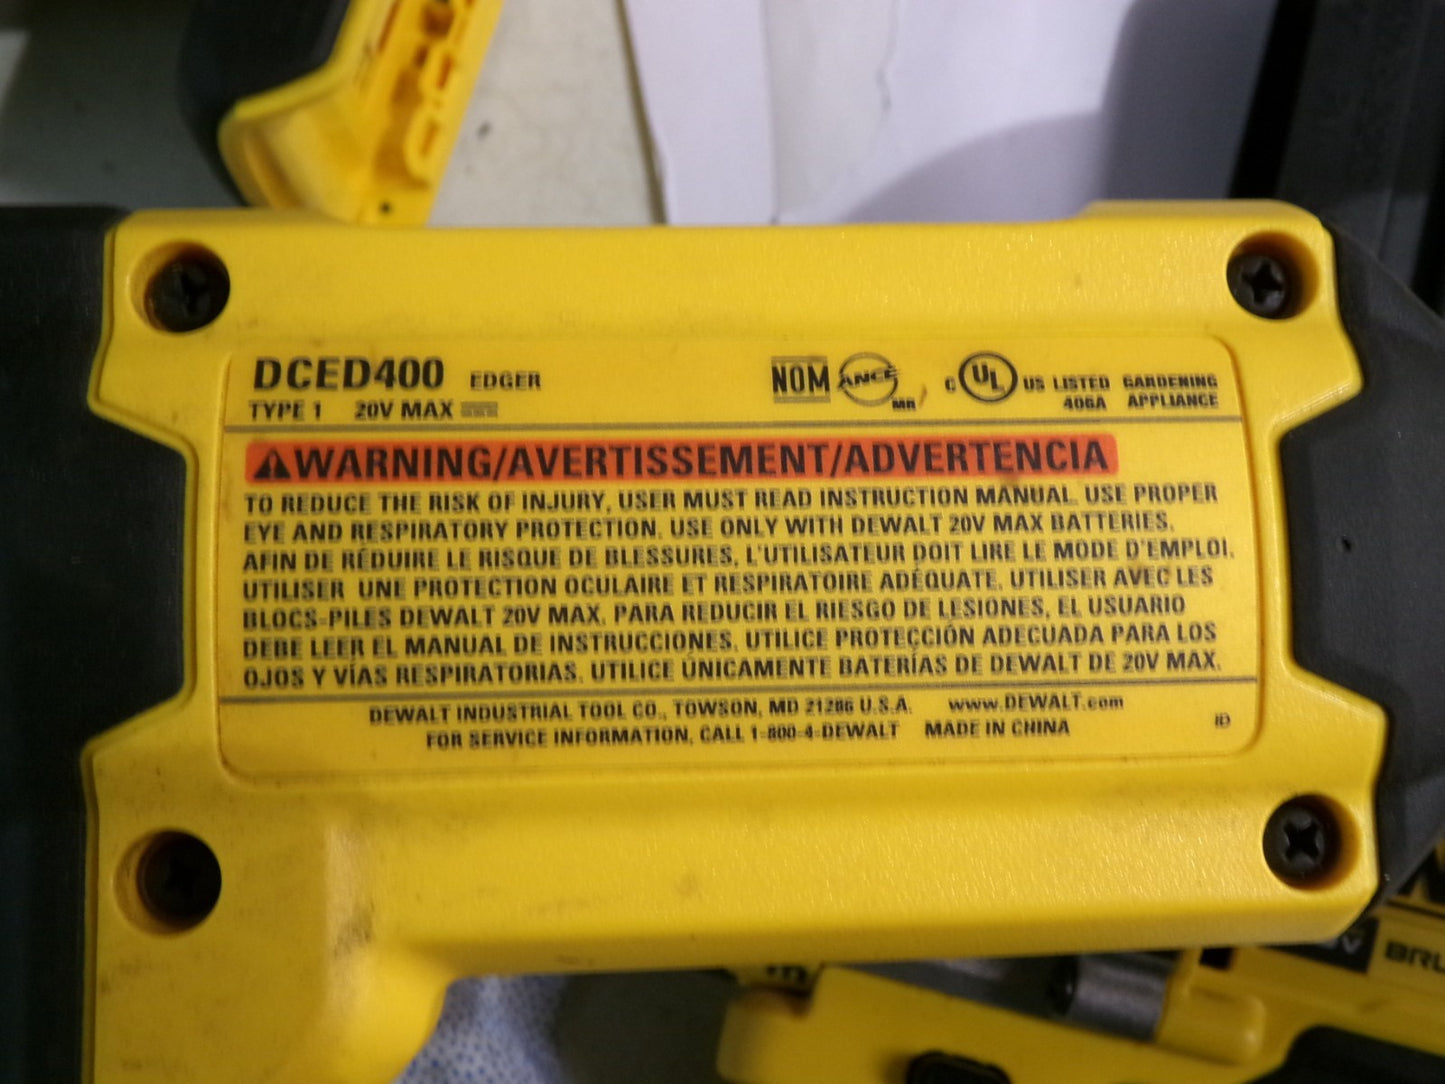 DCED400 EDGER
TYPE 1 20V MAX
NOM ANCE MR
C UL US LISTED GARDENING
406A APPLIANCE
WARNING/AVERTISSEMENT/ADVERTENCIA
TO REDUCE THE RISK OF INJURY, USER MUST READ INSTRUCTION MANUAL. USE PROPER
EYE AND RESPIRATORY PROTECTION. USE ONLY WITH DEWALT 20V MAX BATTERIES.
AFIN DE RÉDUIRE LE RISQUE DE BLESSURES, L'UTILISATEUR DOIT LIRE LE MODE D'EMPLOI.
UTILISER UNE PROTECTION OCULAIRE ET RESPIRATOIRE ADÉQUATE. UTILISER AVEC LES
BLOCS-PILES DEWALT 20V MAX. PARA REDUCIR EL RIESGO DE LESIONES, EL USUARIO
DEBE LEER EL MANUAL DE INSTRUCCIONES. UTILICE PROTECCIÓN ADECUADA PARA LOS
OJOS Y VÍAS RESPIRATORIAS. UTILICE ÚNICAMENTE BATERÍAS DE DEWALT DE 20V MAX.
DEWALT INDUSTRIAL TOOL CO., TOWSON, MD 21286 U.S.A. www.DEWALT.com
FOR SERVICE INFORMATION, CALL 1-800-4-DEWALT MADE IN CHINA
BRU